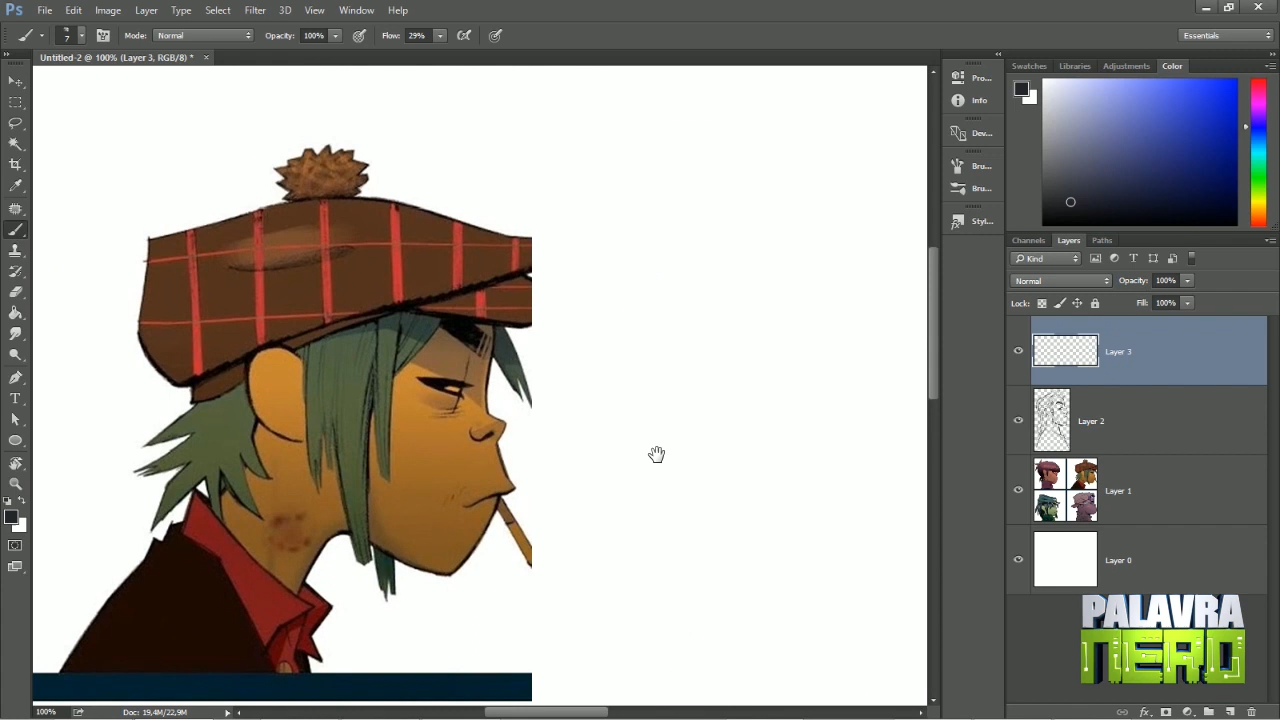 Ps File Edit Image Layer Type Select Filter 3D View Window Help
7 Mode: Normal Opacity: 100% Flow: 29% Essentials
Untitled-2 @ 100% (Layer 3, RGB/8) * ×
Swatches Libraries Adjustments Color
Pro...
Info
Dev...
Bru...
Bru...
Styl...
Channels Layers Paths
Kind
Normal Opacity: 100%
Lock: Fill: 100%
Layer 3
Layer 2
Layer 1
Layer 0
PALAVRA
NERD
100% Doc: 19,4M/22,9M